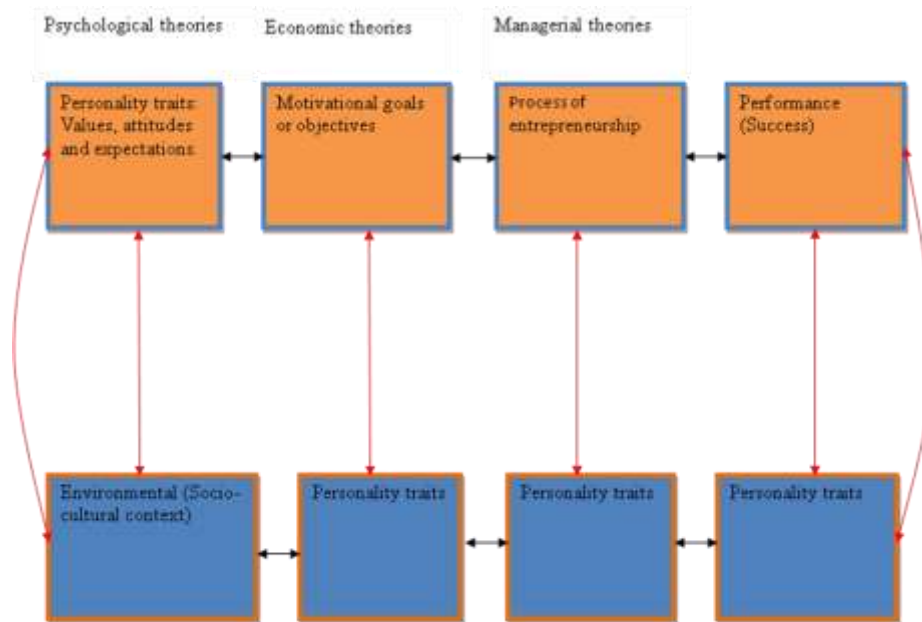 Psychological theories
Economic theories
Managerial theories
Personality traits:
Values, attitudes
and expectations
Motivational goals
or objectives
Process of
entrepreneurship
Performance
(Success)
Environmental (Socio-
cultural context)
Personality traits
Personality traits
Personality traits